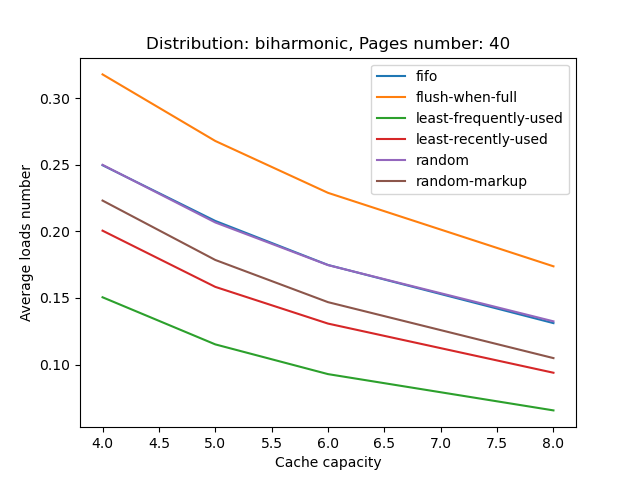 Distribution: biharmonic, Pages number: 40
Average loads number
0.30
0.25
0.20
0.15
0.10
fifo
flush-when-full
least-frequently-used
least-recently-used
random
random-markup
4.0 4.5 5.0 5.5 6.0 6.5 7.0 7.5 8.0
Cache capacity